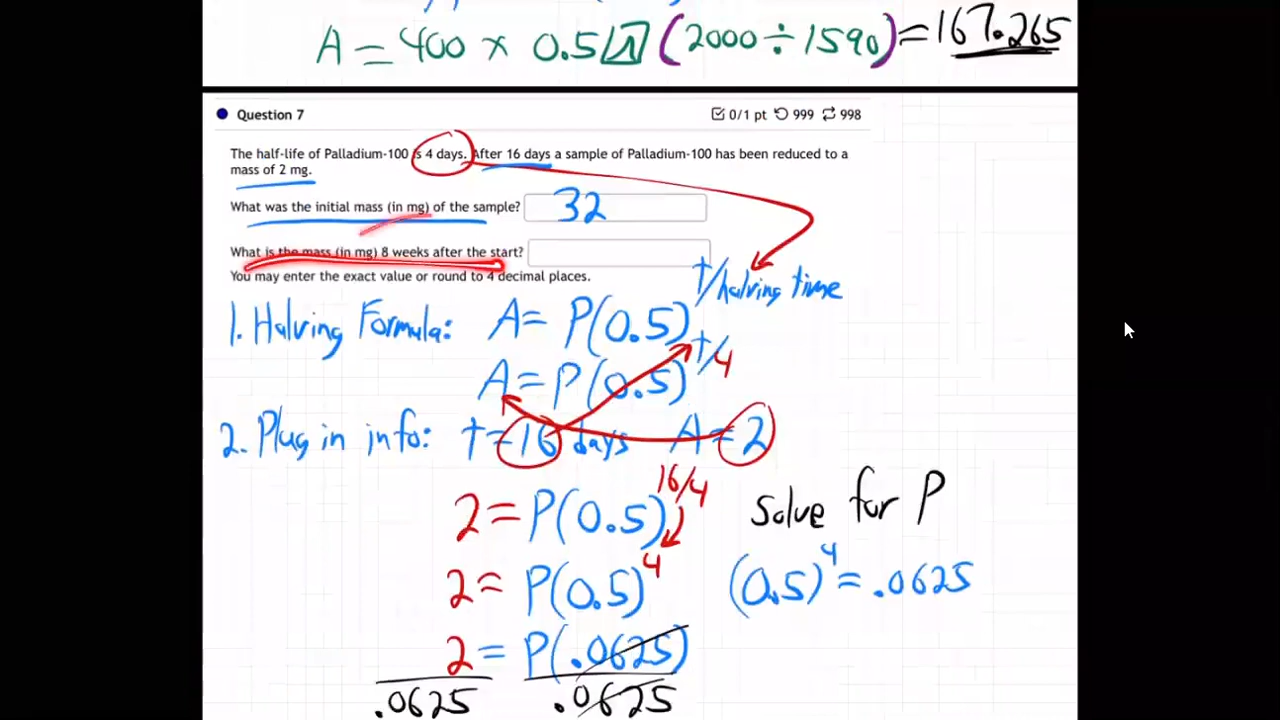 A = 400 × 0.5 ^ (2000 ÷ 1590) = 167.265
Question 7
0/1 pt 999 998
The half-life of Palladium-100 is 4 days. After 16 days a sample of Palladium-100 has been reduced to a
mass of 2 mg.
What was the initial mass (in mg) of the sample? 32
What is the mass (in mg) 8 weeks after the start?
You may enter the exact value or round to 4 decimal places.
t/halving time
1. Halving Formula: A = P(0.5)
A = P(0.5) t/4
2. Plug in info: t = 16 days A = 2
2 = P(0.5) 16/4 solve for P
2 = P(0.5)4 (0.5)4 = .0625
2 = P(.0625)
.0625 .0625